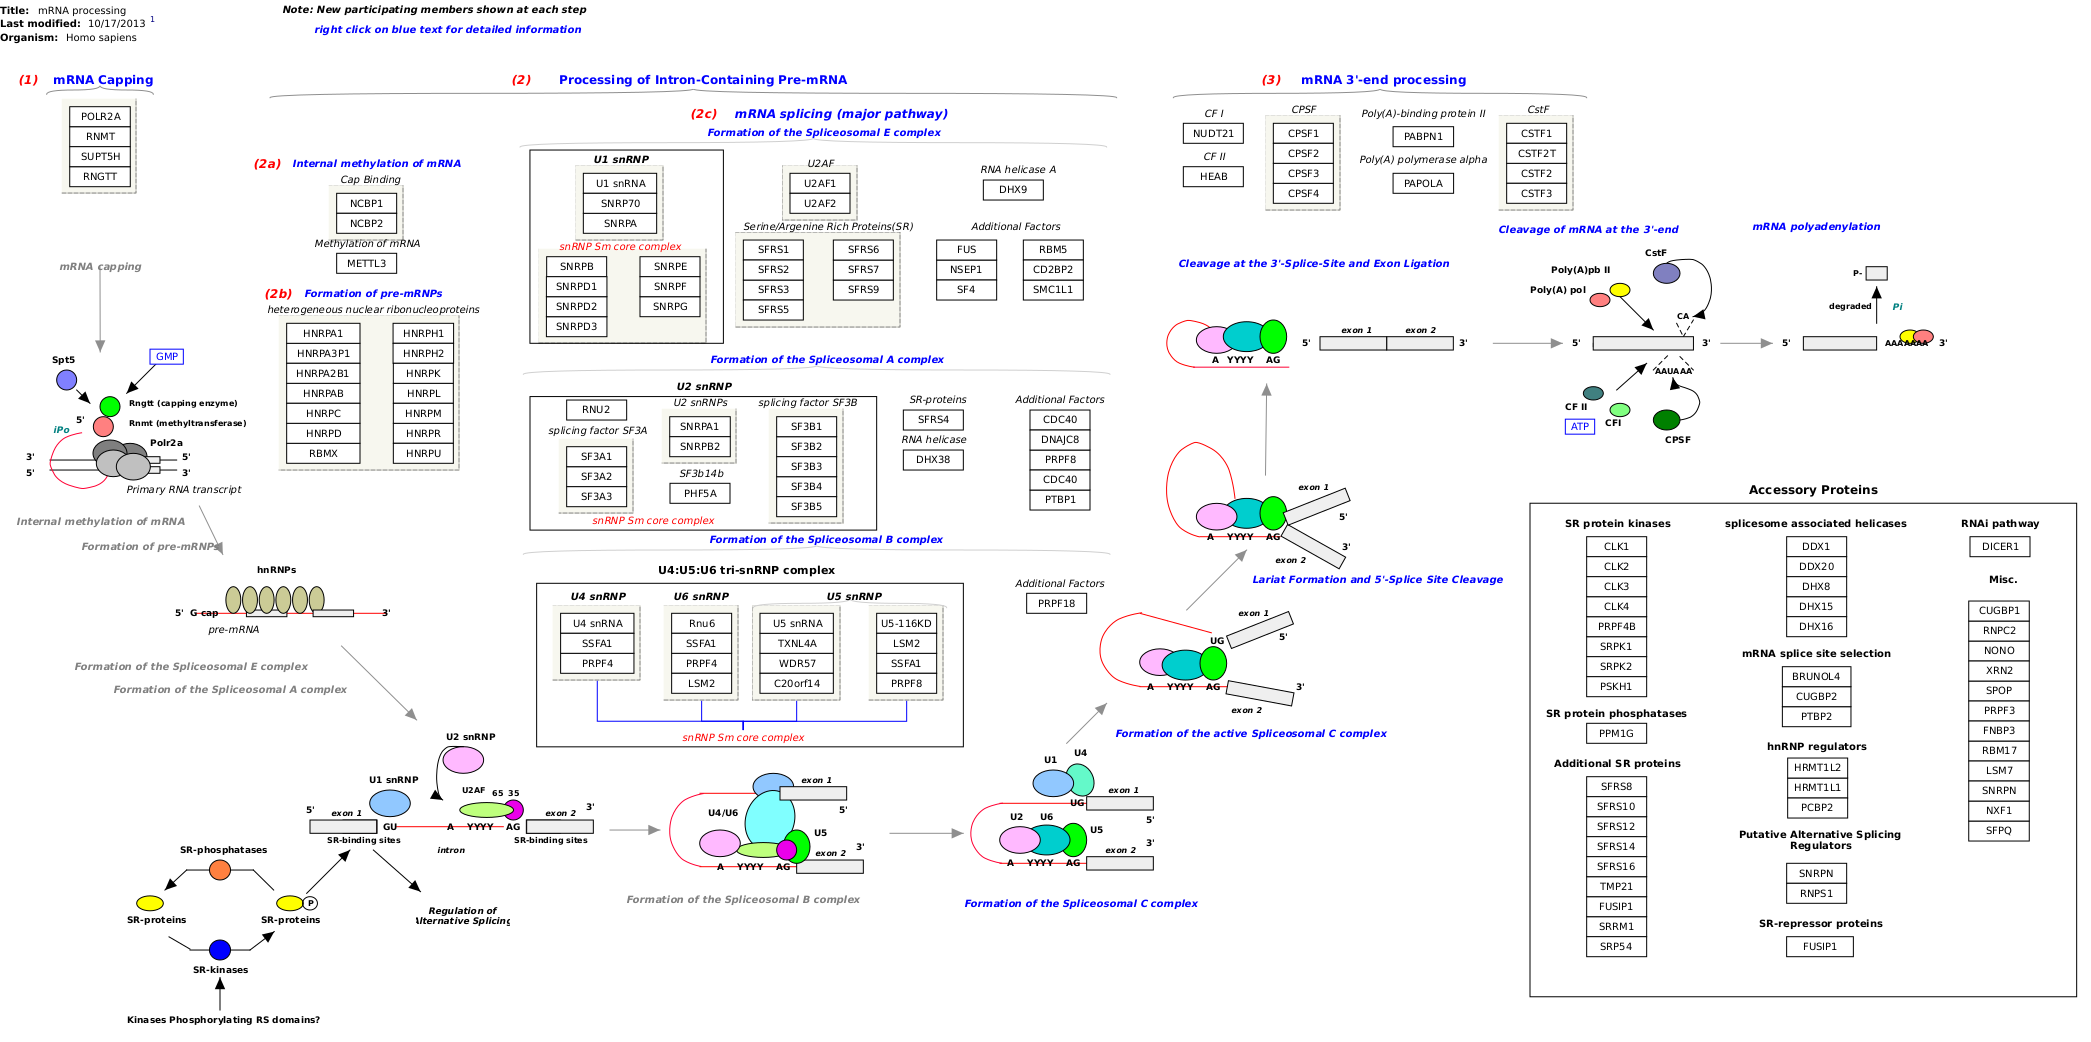 Title: mRNA processing
Last modified: 10/17/2013 1
Organism: Homo sapiens
Note: New participating members shown at each step
right click on blue text for detailed information
(1) mRNA Capping
POLR2A
RNMT
SUPT5H
RNGTT
mRNA capping
Spt5
GMP
Rngtt (capping enzyme)
5'
Rnmt (methyltransferase)
iPo
Polr2a
3' 5'
5' 3'
Primary RNA transcript
Internal methylation of mRNA
Formation of pre-mRNPs
hnRNPs
5' G cap 3'
pre-mRNA
Formation of the Spliceosomal E complex
Formation of the Spliceosomal A complex
(2) Processing of Intron-Containing Pre-mRNA
(2a) Internal methylation of mRNA
Cap Binding
NCBP1
NCBP2
Methylation of mRNA
METTL3
(2b) Formation of pre-mRNPs
heterogeneous nuclear ribonucleoproteins
HNRPA1
HNRPA3P1
HNRPA2B1
HNRPAB
HNRPC
HNRPD
RBMX
HNRPH1
HNRPH2
HNRPK
HNRPL
HNRPM
HNRPR
HNRPU
(2c) mRNA splicing (major pathway)
Formation of the Spliceosomal E complex
U1 snRNP
U1 snRNA
SNRP70
SNRPA
snRNP Sm core complex
SNRPB
SNRPD1
SNRPD2
SNRPD3
SNRPE
SNRPF
SNRPG
U2AF
U2AF1
U2AF2
Serine/Argenine Rich Proteins(SR)
SFRS1
SFRS2
SFRS3
SFRS5
SFRS6
SFRS7
SFRS9
RNA helicase A
DHX9
Additional Factors
FUS
NSEP1
SF4
RBM5
CD2BP2
SMC1L1
Formation of the Spliceosomal A complex
U2 snRNP
RNU2
splicing factor SF3A
SF3A1
SF3A2
SF3A3
U2 snRNPs
SNRPA1
SNRPB2
SF3b14b
PHF5A
splicing factor SF3B
SF3B1
SF3B2
SF3B3
SF3B4
SF3B5
snRNP Sm core complex
SR-proteins
SFRS4
RNA helicase
DHX38
Additional Factors
CDC40
DNAJC8
PRPF8
CDC40
PTBP1
Formation of the Spliceosomal B complex
U4:U5:U6 tri-snRNP complex
U4 snRNP
U4 snRNA
SSFA1
PRPF4
U6 snRNP
Rnu6
SSFA1
PRPF4
LSM2
U5 snRNP
U5 snRNA
TXNL4A
WDR57
C20orf14
U5-116KD
LSM2
SSFA1
PRPF8
snRNP Sm core complex
Additional Factors
PRPF18
U2 snRNP
U1 snRNP
U2AF 65 35
5' exon 1 GU A YYYY AG exon 2 3'
SR-binding sites SR-binding sites
intron
SR-phosphatases
SR-proteins
P
SR-proteins
SR-kinases
Kinases Phosphorylating RS domains?
Regulation of
Alternative Splicing
exon 1
5'
U4/U6
U5
exon 2 3'
A YYYY AG
Formation of the Spliceosomal B complex
U1 U4
exon 1
UG
5'
U2 U6 U5
3'
exon 2
A YYYY AG
Formation of the Spliceosomal C complex
exon 1
5'
UG
A YYYY AG
3'
exon 2
Formation of the active Spliceosomal C complex
exon 1
5'
A YYYY AG
3'
exon 2
Lariat Formation and 5'-Splice Site Cleavage
Cleavage at the 3'-Splice-Site and Exon Ligation
A YYYY AG
5' exon 1 exon 2 3'
(3) mRNA 3'-end processing
CF I
NUDT21
CF II
HEAB
CPSF
CPSF1
CPSF2
CPSF3
CPSF4
Poly(A)-binding protein II
PABPN1
Poly(A) polymerase alpha
PAPOLA
CstF
CSTF1
CSTF2T
CSTF2
CSTF3
Cleavage of mRNA at the 3'-end
CstF
Poly(A)pb II
Poly(A) pol
CA
5' 3'
AAUAAA
CF II
CFI
ATP
CPSF
mRNA polyadenylation
P-
degraded
Pi
5' AAAAAAA 3'
Accessory Proteins
SR protein kinases
CLK1
CLK2
CLK3
CLK4
PRPF4B
SRPK1
SRPK2
PSKH1
SR protein phosphatases
PPM1G
Additional SR proteins
SFRS8
SFRS10
SFRS12
SFRS14
SFRS16
TMP21
FUSIP1
SRRM1
SRP54
splicesome associated helicases
DDX1
DDX20
DHX8
DHX15
DHX16
mRNA splice site selection
BRUNOL4
CUGBP2
PTBP2
hnRNP regulators
HRMT1L2
HRMT1L1
PCBP2
Putative Alternative Splicing
Regulators
SNRPN
RNPS1
SR-repressor proteins
FUSIP1
RNAi pathway
DICER1
Misc.
CUGBP1
RNPC2
NONO
XRN2
SPOP
PRPF3
FNBP3
RBM17
LSM7
SNRPN
NXF1
SFPQ